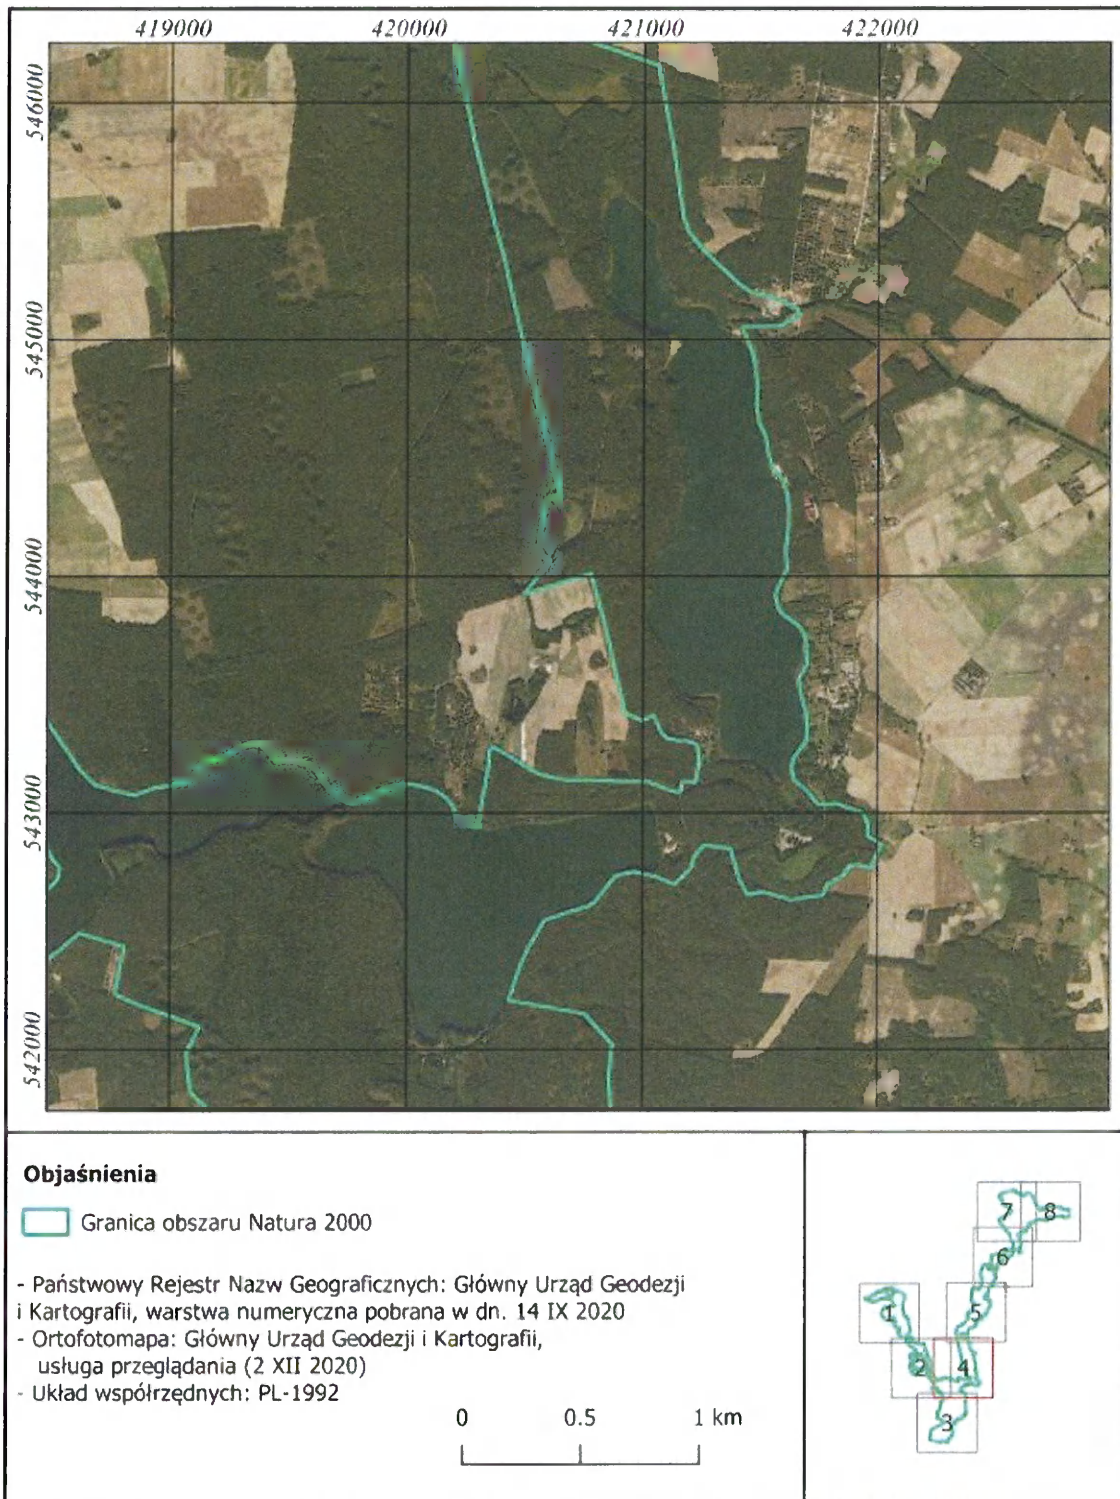 419000 420000 421000 422000
546000
545000
544000
543000
542000
Objaśnienia
Granica obszaru Natura 2000
- Państwowy Rejestr Nazw Geograficznych: Główny Urząd Geodezji
i Kartografii, warstwa numeryczna pobrana w dn. 14 IX 2020
- Ortofotomapa: Główny Urząd Geodezji i Kartografii,
usługa przeglądania (2 XII 2020)
- Układ współrzędnych: PL-1992
0 0.5 1 km
7 8
6
1 5
2 4
3